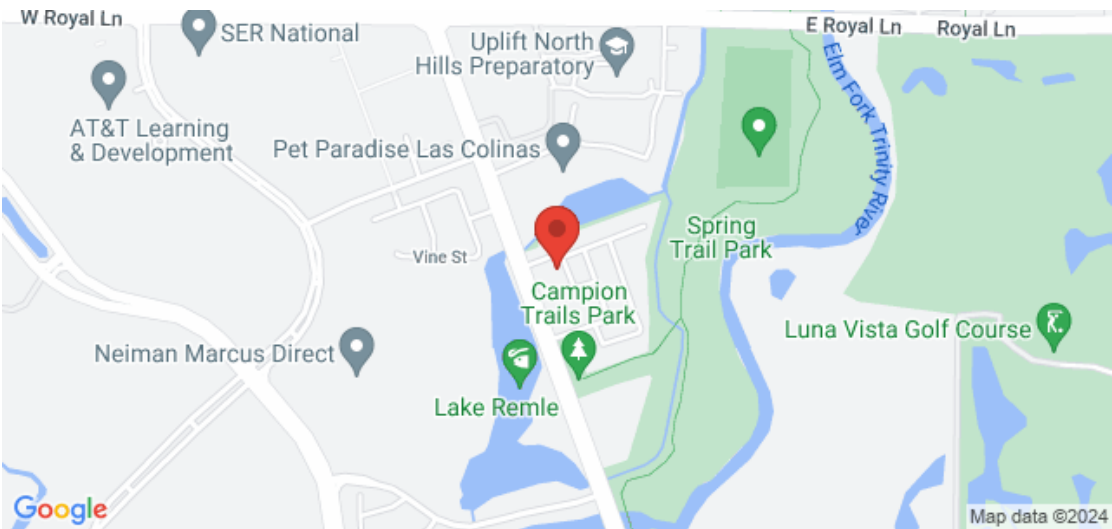 W Royal Ln
E Royal Ln
Royal Ln
SER National
Uplift North
Hills Preparatory
AT&T Learning
& Development
Pet Paradise Las Colinas
Elm Fork Trinity River
Spring
Trail Park
Vine St
Campion
Trails Park
Luna Vista Golf Course
Neiman Marcus Direct
Lake Remle
Google
Map data ©2024